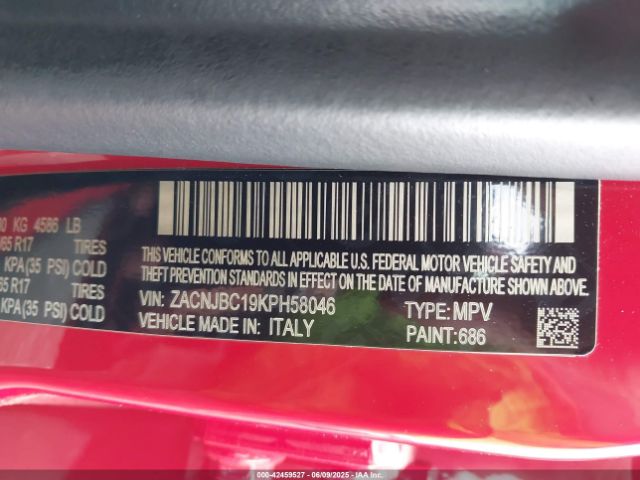 KG 4586 LB
/65 R17 TIRES
KPA(35 PSI) COLD
65 R17 TIRES
KPA(35 PSI) COLD
THIS VEHICLE CONFORMS TO ALL APPLICABLE U.S. FEDERAL MOTOR VEHICLE SAFETY AND
THEFT PREVENTION STANDARDS IN EFFECT ON THE DATE OF MANUFACTURE SHOWN ABOVE.
VIN: ZACNJBC19KPH58046 TYPE: MPV
VEHICLE MADE IN: ITALY PAINT:686
000-42459527 - 06/09/2025 - IAA Inc.